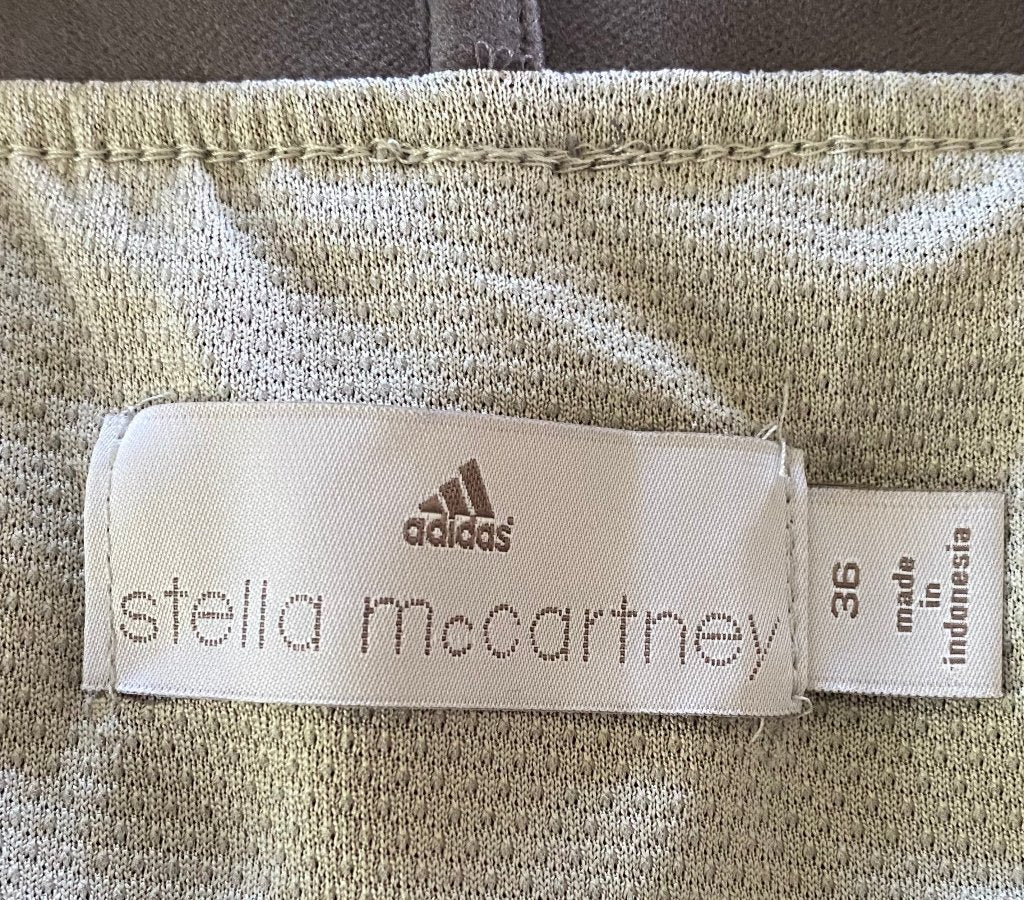 adidas
stella mccartney
36
made
in
indonesia